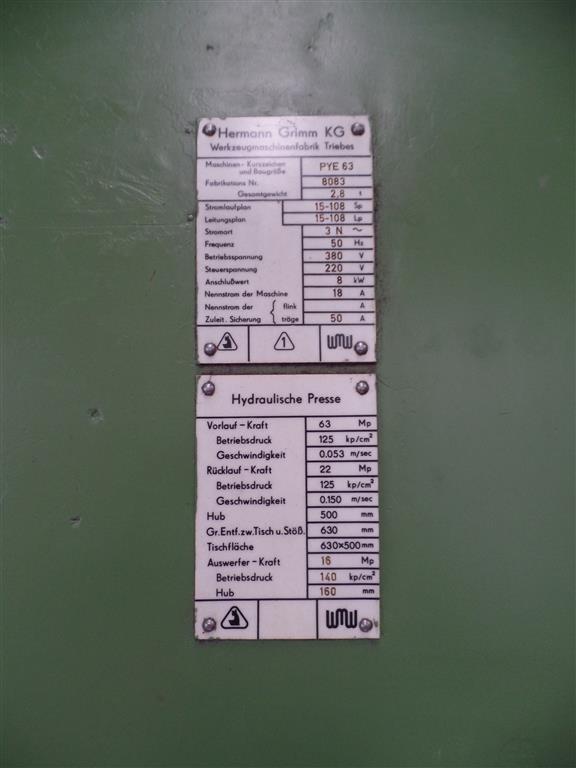 Hermann Grimm KG
Werkzeugmaschinenfabrik Triebes
Maschinen-Kurszeichen und Baugröße PYE 63
Fabrikations Nr. 8083
Gesamtgewicht 2,8 t
Stromlaufplan 15-108 Sp
Leitungsplan 15-108 Lp
Stromart 3 N ~
Frequenz 50 Hz
Betriebsspannung 380 V
Steuerspannung 220 V
Anschlußwert 8 kW
Nennstrom der Maschine 18 A
Nennstrom der { flink A
Zuleit. Sicherung { träge 50 A
1 WMW
Hydraulische Presse
Vorlauf-Kraft 63 Mp
Betriebsdruck 125 kp/cm²
Geschwindigkeit 0.053 m/sec
Rücklauf-Kraft 22 Mp
Betriebsdruck 125 kp/cm²
Geschwindigkeit 0.150 m/sec
Hub 500 mm
Gr.Entf.zw.Tisch u.Stöß. 630 mm
Tischfläche 630x500 mm
Auswerfer-Kraft 16 Mp
Betriebsdruck 140 kp/cm²
Hub 160 mm
WMW